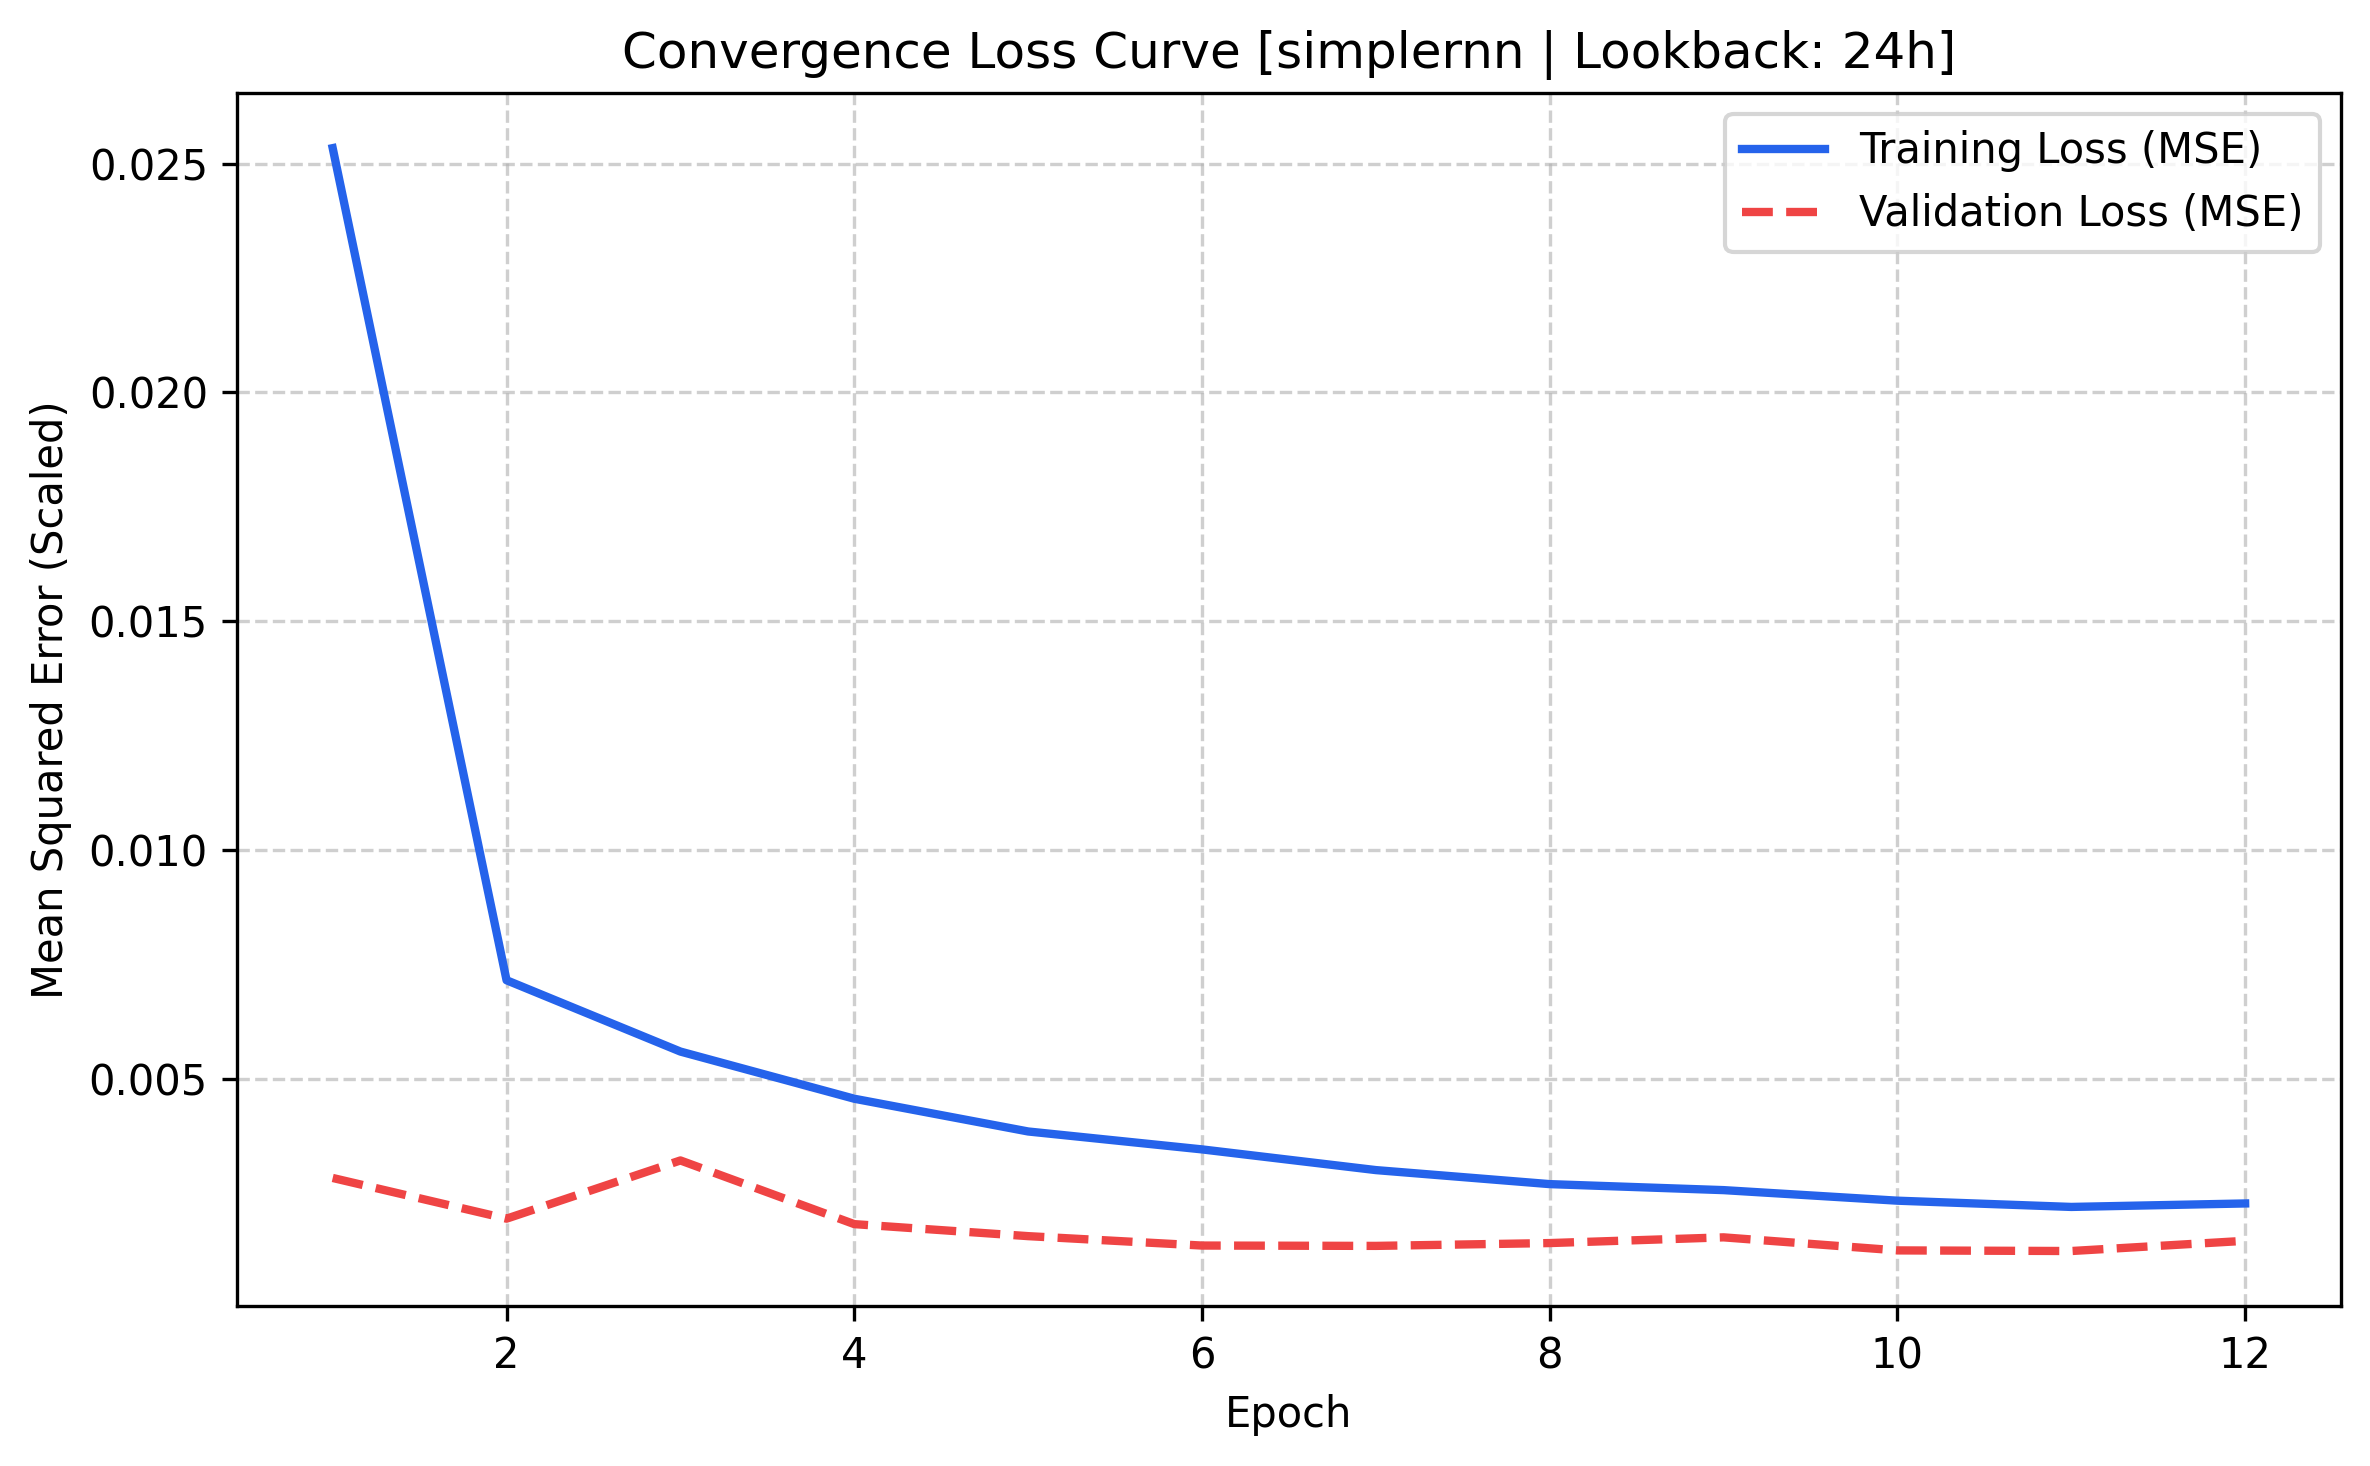 Convergence Loss Curve [simplernn | Lookback: 24h]
Training Loss (MSE)
Validation Loss (MSE)
Mean Squared Error (Scaled)
0.025
0.020
0.015
0.010
0.005
2 4 6 8 10 12
Epoch